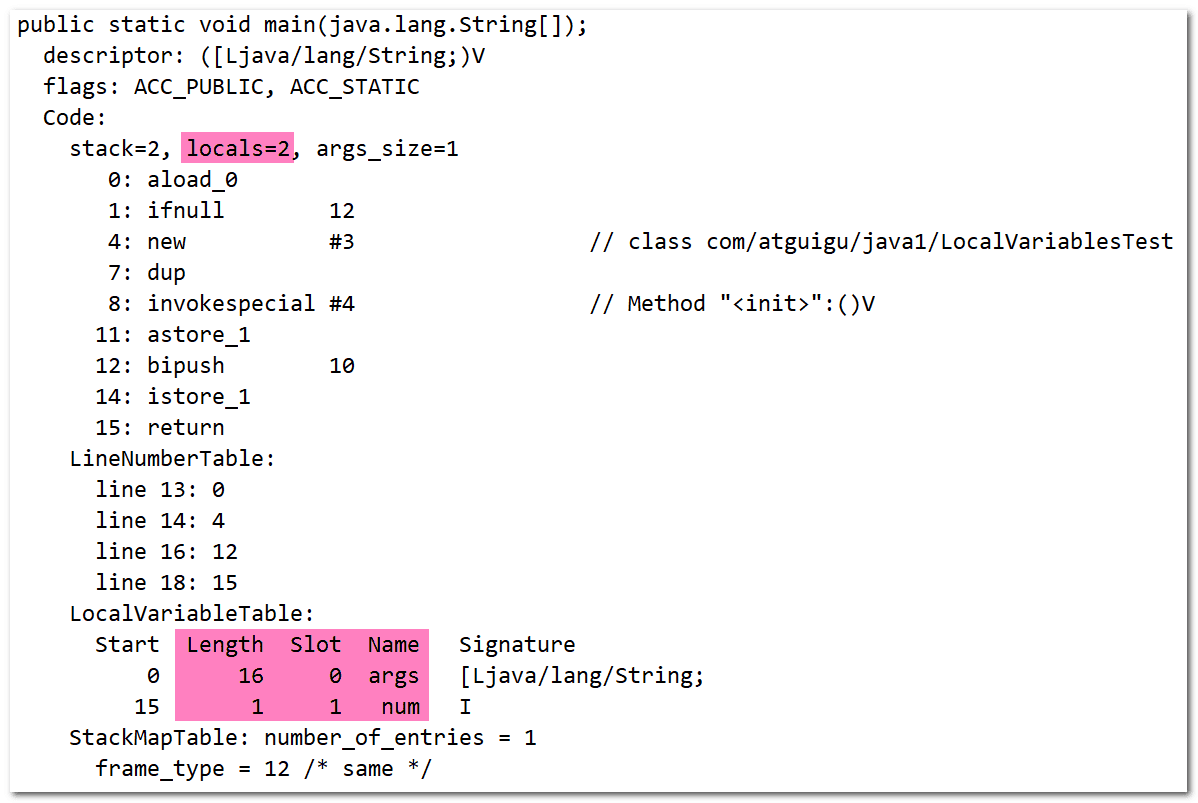 public static void main(java.lang.String[]);
  descriptor: ([Ljava/lang/String;)V
  flags: ACC_PUBLIC, ACC_STATIC
  Code:
    stack=2, locals=2, args_size=1
       0: aload_0
       1: ifnull        12
       4: new           #3                  // class com/atguigu/java1/LocalVariablesTest
       7: dup
       8: invokespecial #4                  // Method "<init>":()V
      11: astore_1
      12: bipush        10
      14: istore_1
      15: return
    LineNumberTable:
      line 13: 0
      line 14: 4
      line 16: 12
      line 18: 15
    LocalVariableTable:
      Start  Length  Slot  Name   Signature
          0      16     0  args   [Ljava/lang/String;
         15       1     1   num   I
    StackMapTable: number_of_entries = 1
      frame_type = 12 /* same */